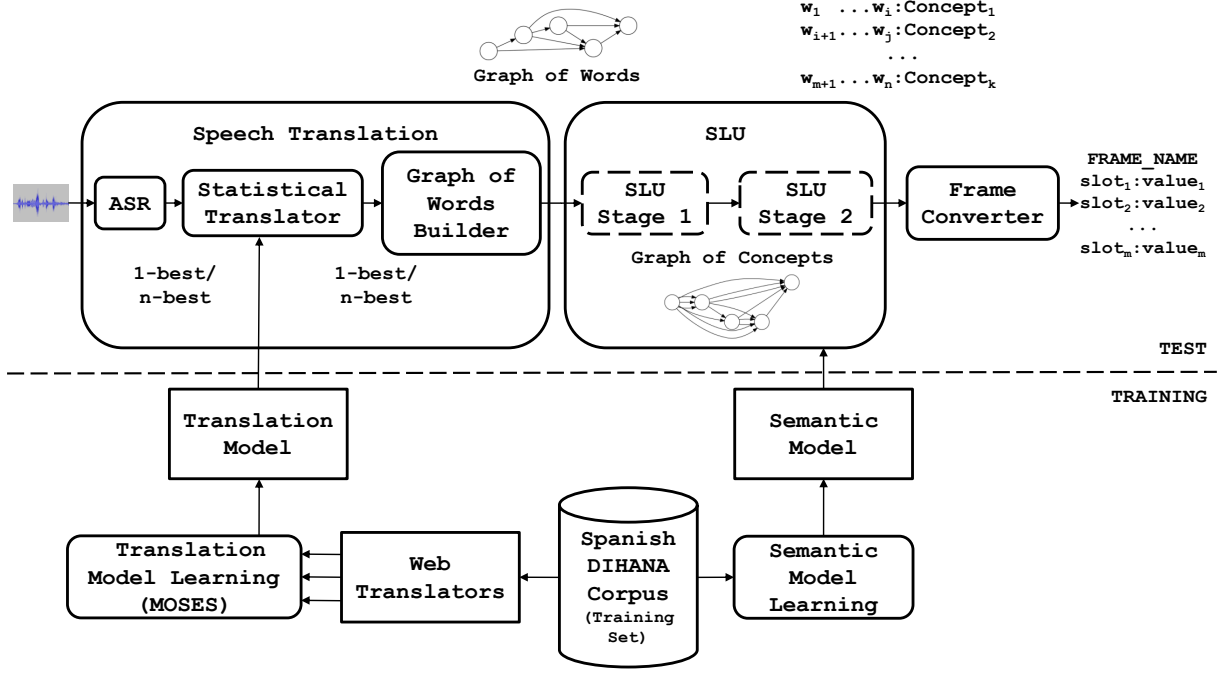 w1 ...wi:Concept1
wi+1...wj:Concept2
...
wm+1...wn:Conceptk
Graph of Words
Speech Translation
SLU
ASR
Statistical
Translator
Graph of
Words
Builder
SLU
Stage 1
SLU
Stage 2
Frame
Converter
FRAME_NAME
slot1:value1
slot2:value2
...
slotm:valuem
1-best/
n-best
1-best/
n-best
Graph of Concepts
TEST
TRAINING
Translation
Model
Semantic
Model
Translation
Model Learning
(MOSES)
Web
Translators
Spanish
DIHANA
Corpus
(Training
Set)
Semantic
Model
Learning